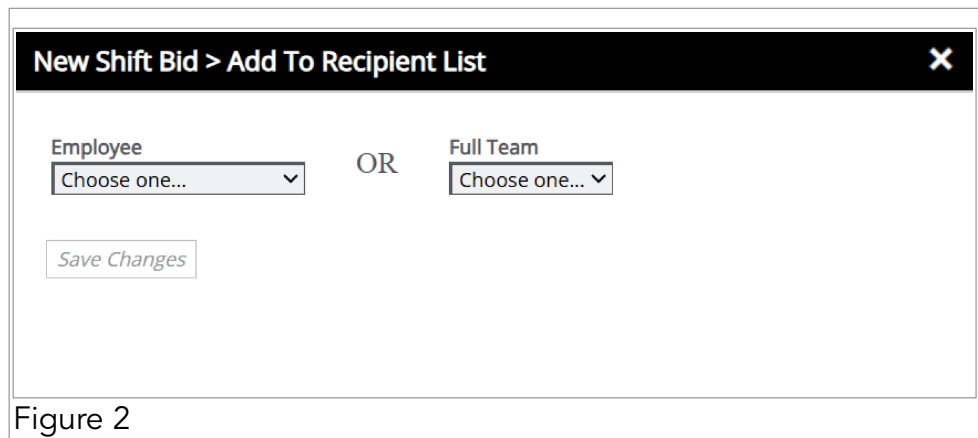 New Shift Bid > Add To Recipient List
Employee
Full Team
OR
Choose one...
Choose one...
Save Changes
Figure 2